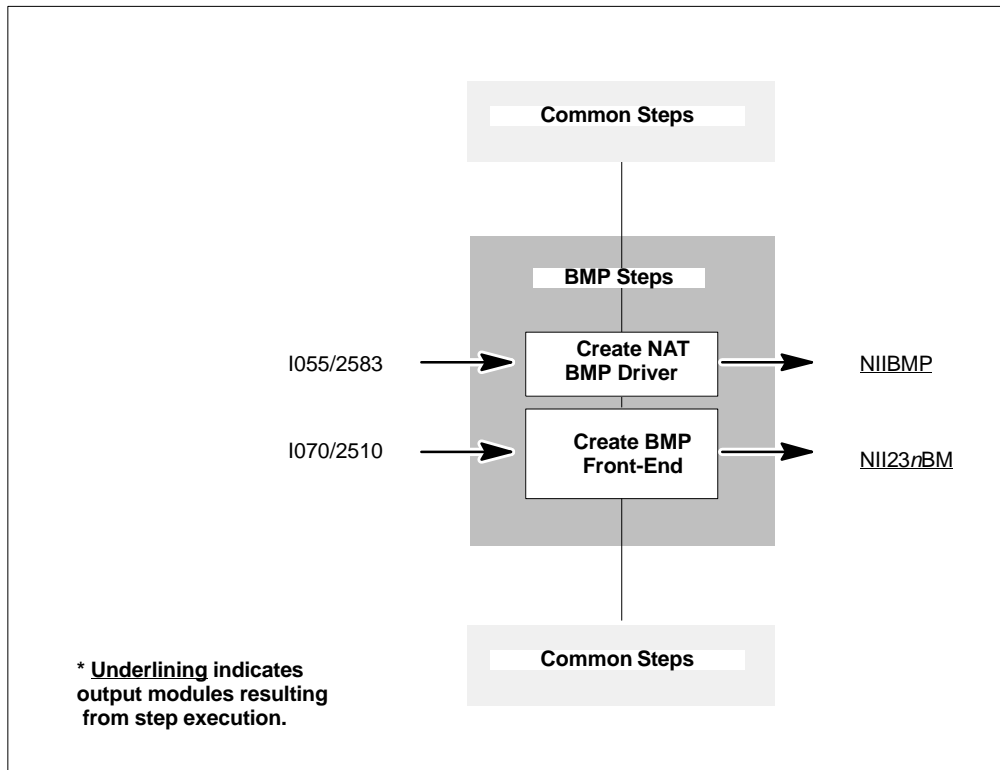 Common Steps
BMP Steps
I055/2583
Create NAT
BMP Driver
NIIBMP
I070/2510
Create BMP
Front-End
NII23nBM
Common Steps
* Underlining indicates
output modules resulting
from step execution.